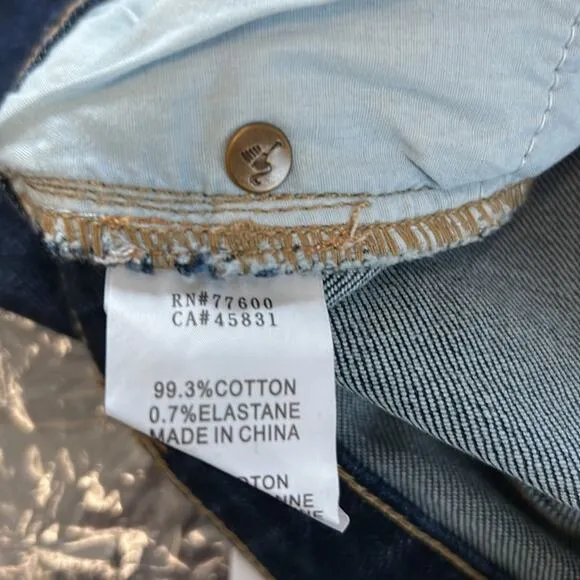 RN#77600
CA#45831
99.3%COTTON
0.7%ELASTANE
MADE IN CHINA